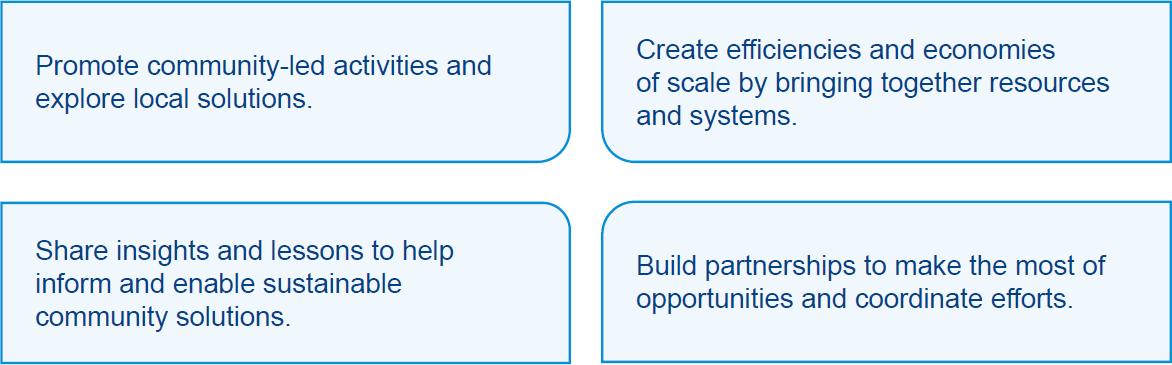 Promote community-led activities and
explore local solutions.
Create efficiencies and economies
of scale by bringing together resources
and systems.
Share insights and lessons to help
inform and enable sustainable
community solutions.
Build partnerships to make the most of
opportunities and coordinate efforts.